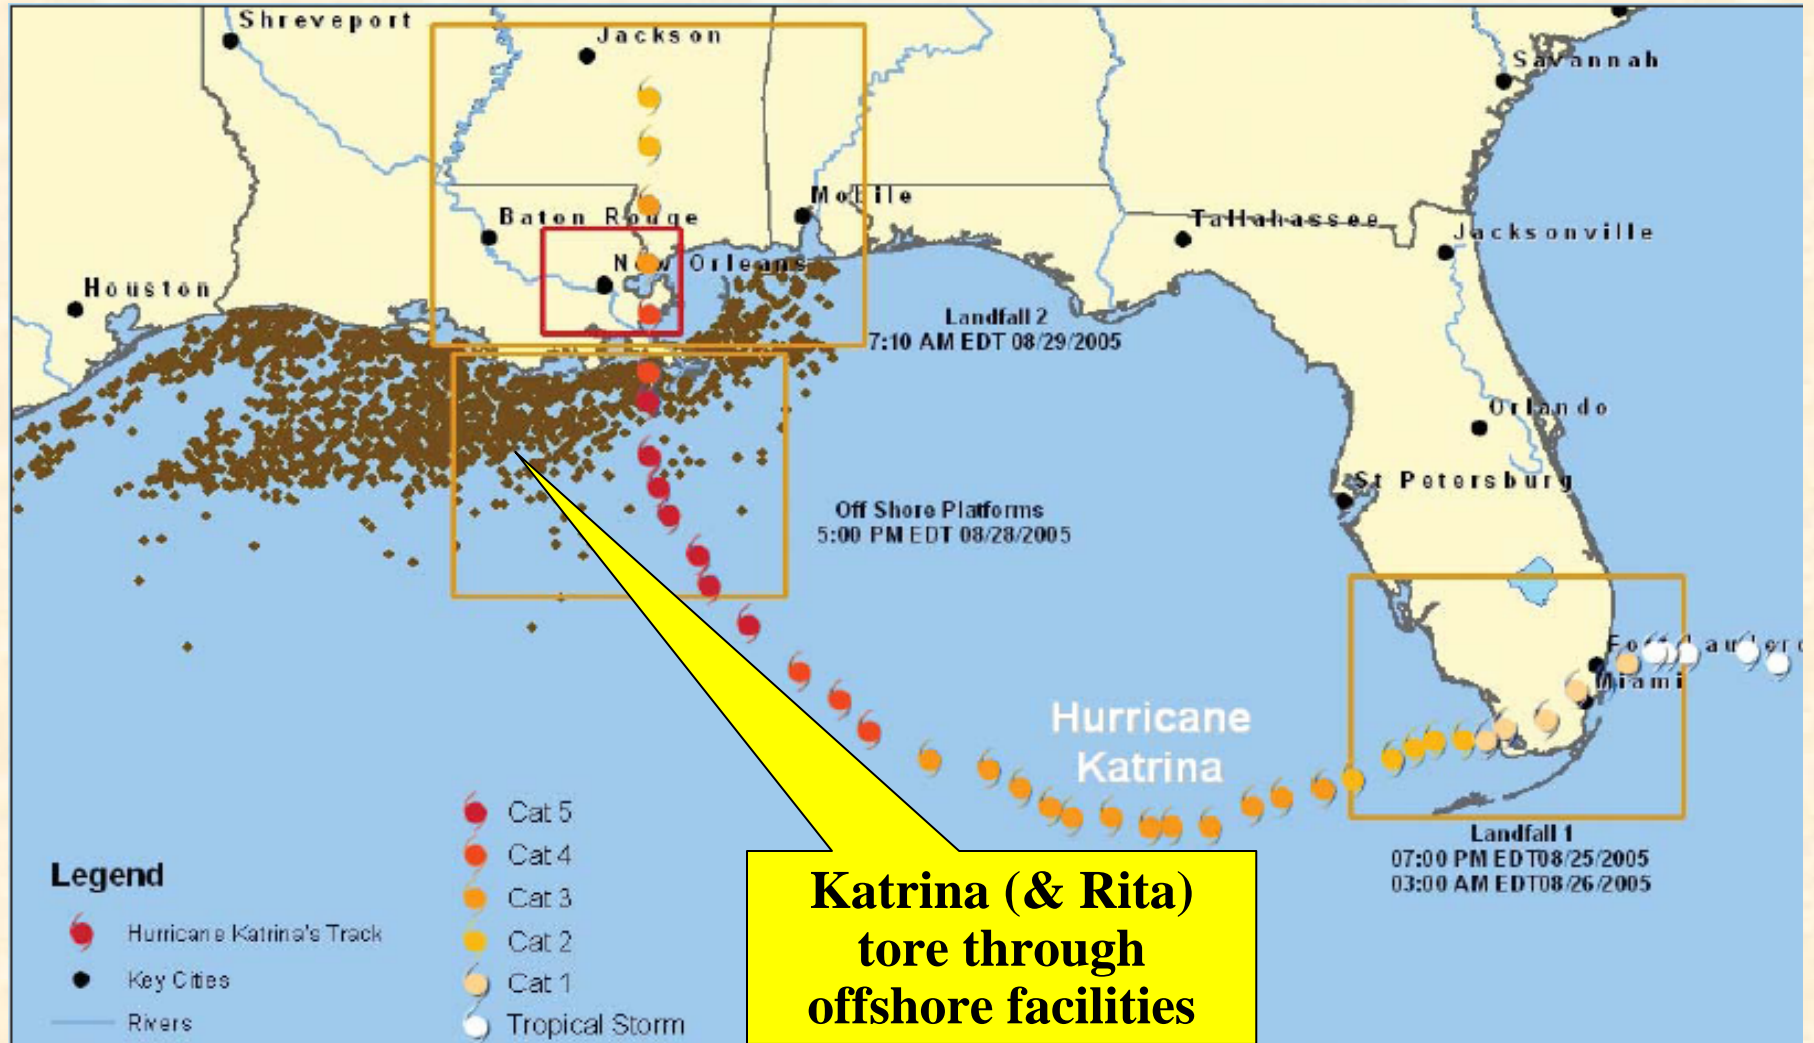 Shreveport
Jackson
Savannah
Mobile
Baton Rouge
Tallahassee
Jacksonville
New Orleans
Houston
Landfall 2
7:10 AM EDT 08/29/2005
Orlando
St Petersburg
Off Shore Platforms
5:00 PM EDT 08/28/2005
Miami
Hurricane
Katrina
Landfall 1
07:00 PM EDT08/25/2005
03:00 AM EDT08/26/2005
Legend
Hurricane Katrina's Track
Key Cities
Rivers
Cat 5
Cat 4
Cat 3
Cat 2
Cat 1
Tropical Storm
Katrina (& Rita)
tore through
offshore facilities